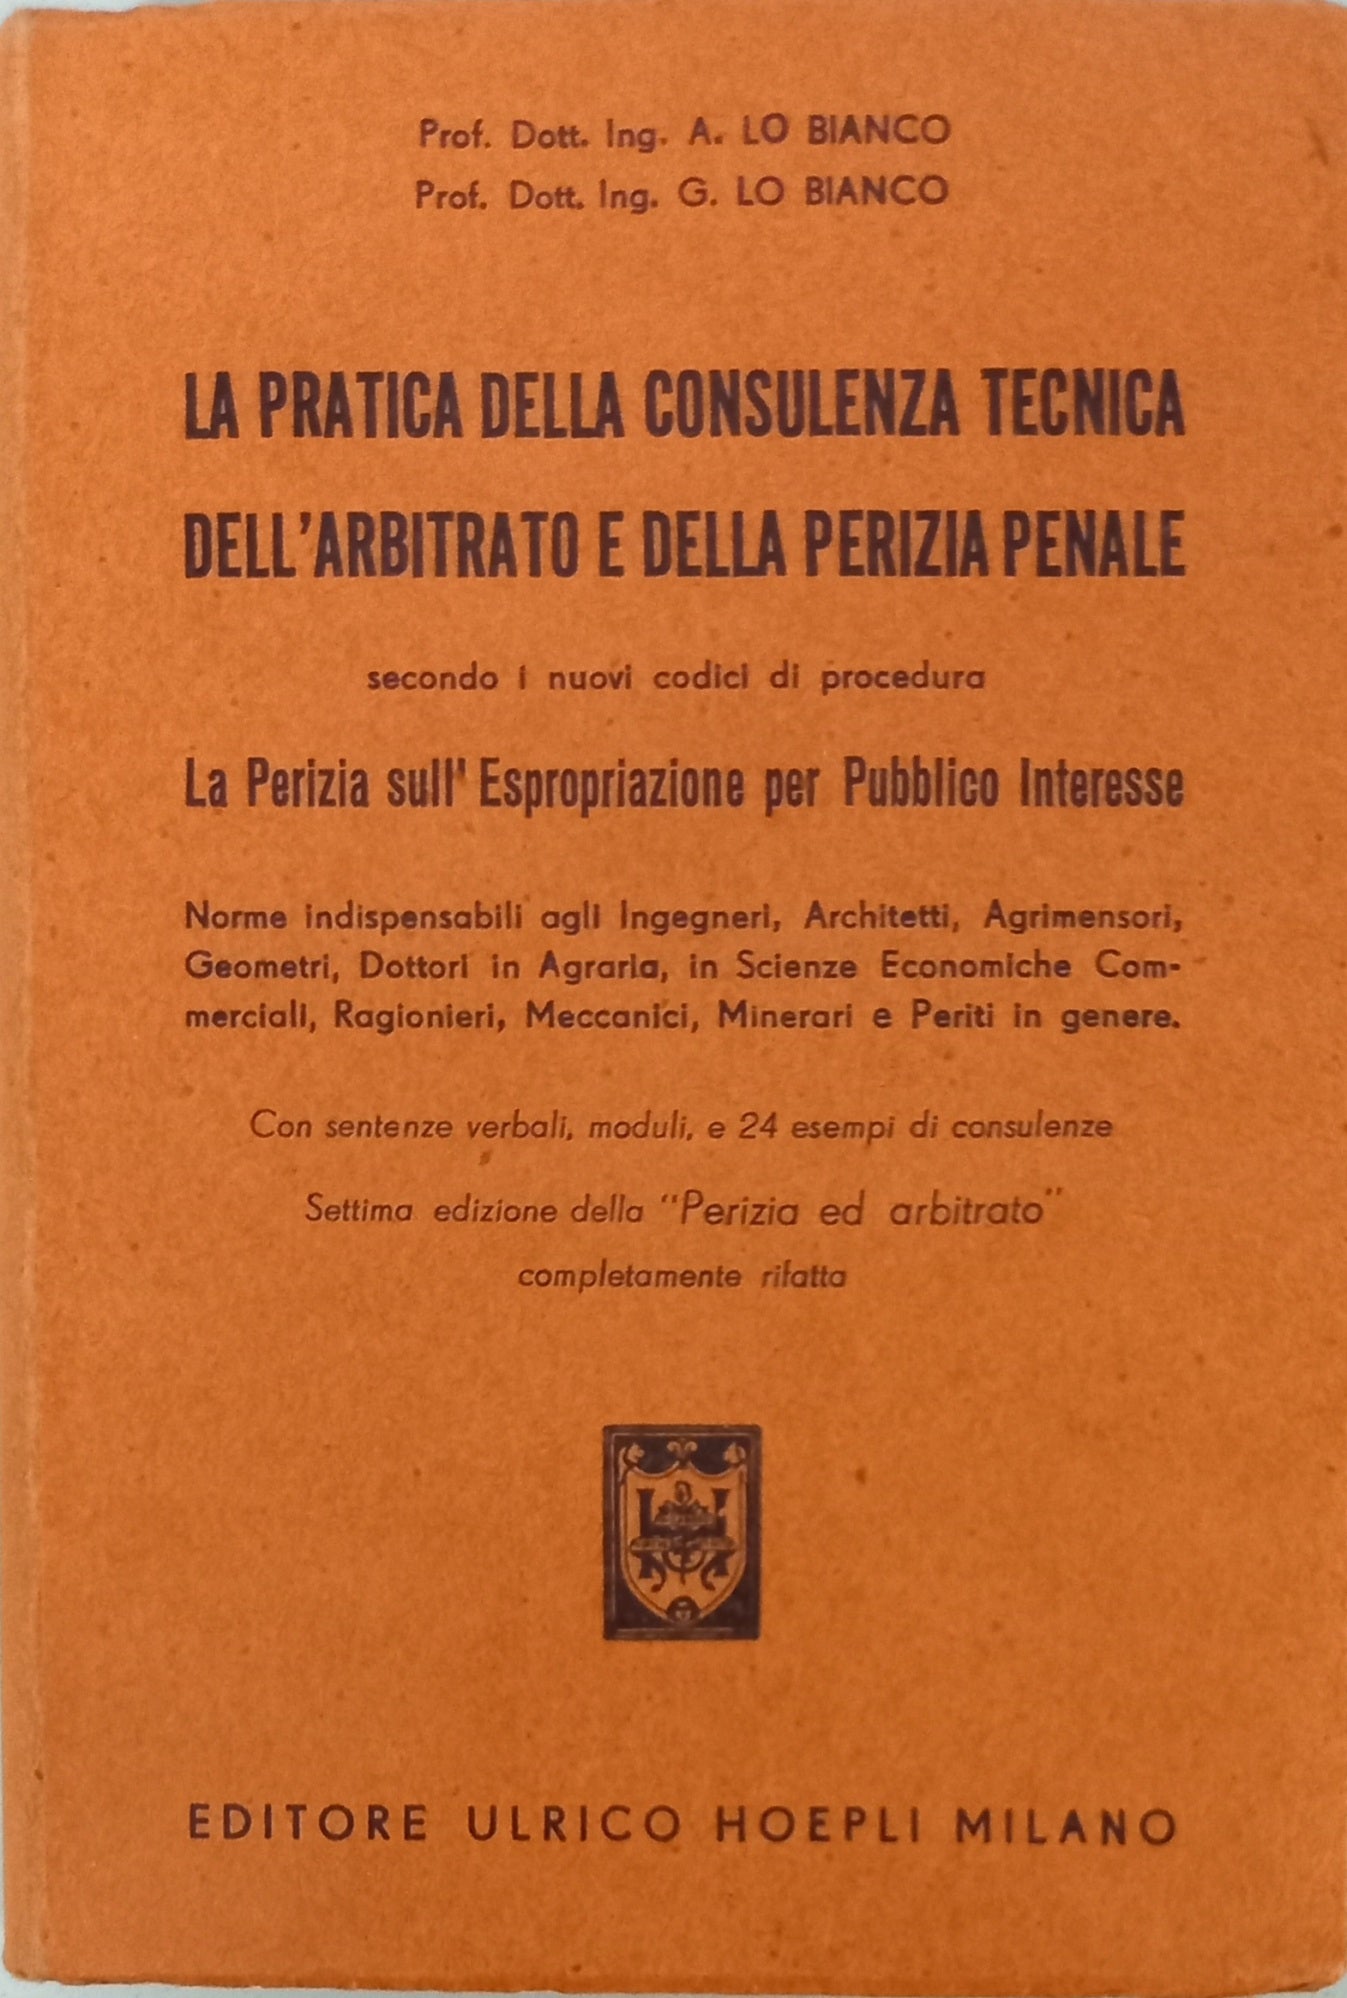 Prof. Dott. Ing. A. LO BIANCO
Prof. Dott. Ing. G. LO BIANCO
LA PRATICA DELLA CONSULENZA TECNICA
DELL'ARBITRATO E DELLA PERIZIA PENALE
secondo i nuovi codici di procedura
La Perizia sull' Espropriazione per Pubblico Interesse
Norme indispensabili agli Ingegneri, Architetti, Agrimensori,
Geometri, Dottori in Agraria, in Scienze Economiche Com-
merciali, Ragionieri, Meccanici, Minerari e Periti in genere.
Con sentenze verbali, moduli, e 24 esempi di consulenze
Settima edizione della "Perizia ed arbitrato"
completamente rifatta
EDITORE ULRICO HOEPLI MILANO